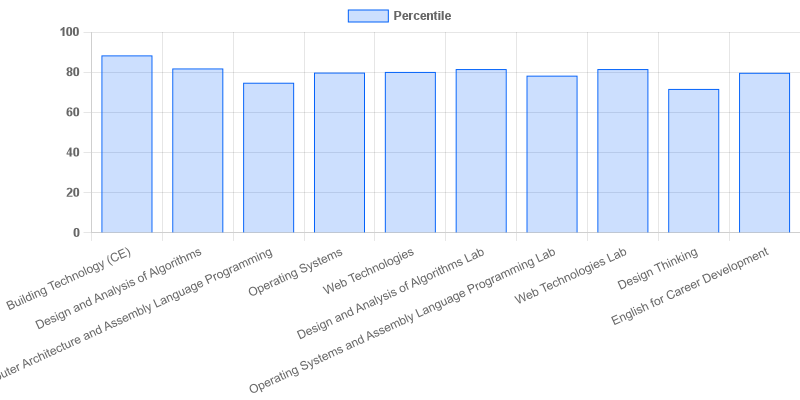 Percentile
100
80
60
40
20
0
Building Technology (CE)
Design and Analysis of Algorithms
Architecture and Assembly Language Programming
Operating Systems
Web Technologies
Design and Analysis of Algorithms Lab
Operating Systems and Assembly Language Programming Lab
Web Technologies Lab
Design Thinking
English for Career Development